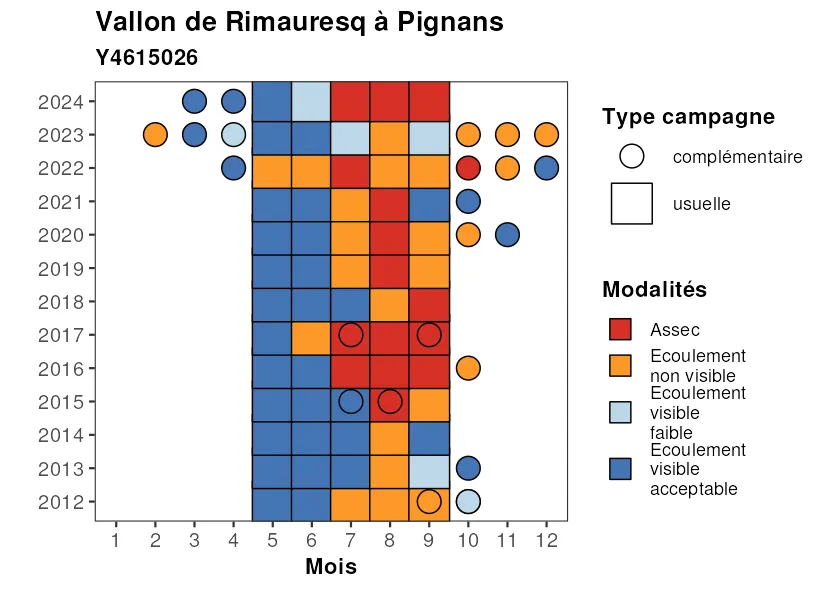 Vallon de Rimauresq à Pignans
Y4615026
2024
2023
2022
2021
2020
2019
2018
2017
2016
2015
2014
2013
2012
1 2 3 4 5 6 7 8 9 10 11 12
Mois
Type campagne
complémentaire
usuelle
Modalités
Assec
Ecoulement
non visible
Ecoulement
visible
faible
Ecoulement
visible
acceptable